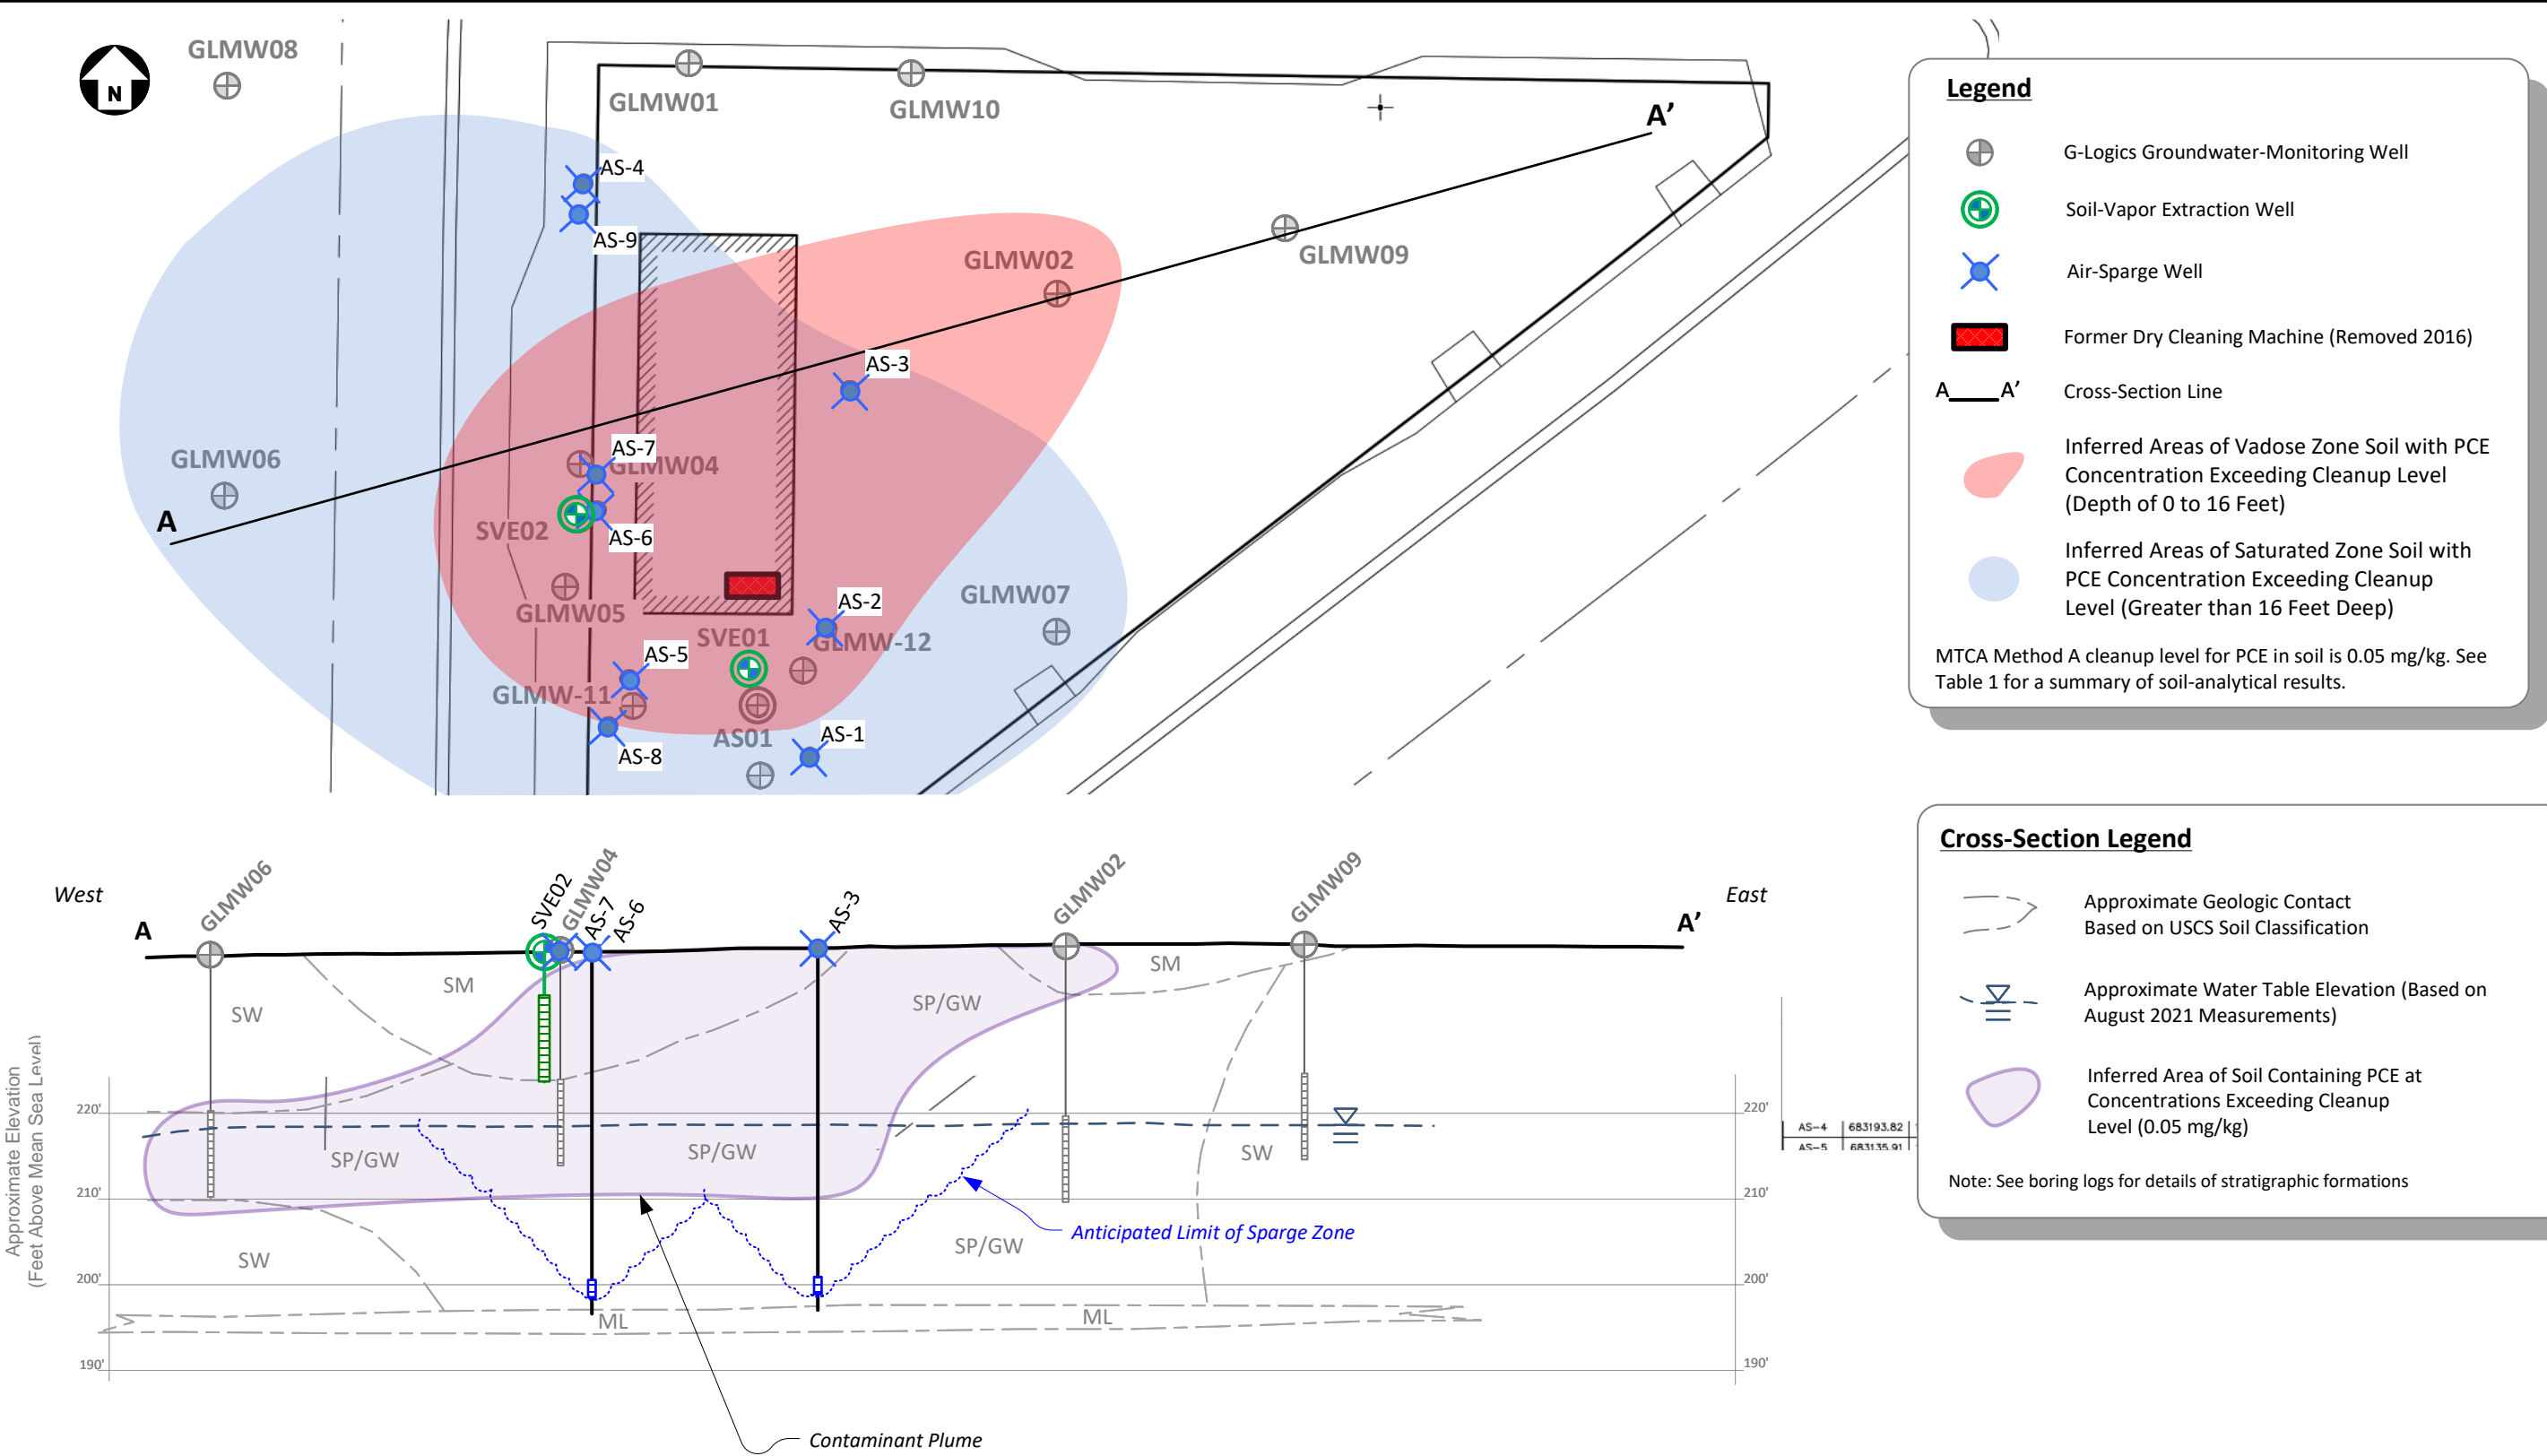 N
GLMW08
GLMW01
GLMW10
A'
AS-4
AS-9
GLMW02
GLMW09
AS-3
GLMW06
AS-7
GLMW04
A
SVE02
AS-6
GLMW05
GLMW07
AS-2
SVE01
GLMW-12
AS-5
GLMW-11
AS01
AS-1
AS-8
Legend
G-Logics Groundwater-Monitoring Well
Soil-Vapor Extraction Well
Air-Sparge Well
Former Dry Cleaning Machine (Removed 2016)
A A' Cross-Section Line
Inferred Areas of Vadose Zone Soil with PCE
Concentration Exceeding Cleanup Level
(Depth of 0 to 16 Feet)
Inferred Areas of Saturated Zone Soil with
PCE Concentration Exceeding Cleanup
Level (Greater than 16 Feet Deep)
MTCA Method A cleanup level for PCE in soil is 0.05 mg/kg. See
Table 1 for a summary of soil-analytical results.
West
A
GLMW06
SVE02
GLMW04
AS-7
AS-6
AS-3
GLMW02
GLMW09
East
A'
SW
SM
SP/GW
SM
Approximate Elevation
(Feet Above Mean Sea Level)
220'
220'
SP/GW
SP/GW
SW
210'
210'
Anticipated Limit of Sparge Zone
SW
SP/GW
200'
200'
ML
ML
190'
190'
Contaminant Plume
AS-4 683193.82
AS-5 683135.91
Cross-Section Legend
Approximate Geologic Contact
Based on USCS Soil Classification
Approximate Water Table Elevation (Based on
August 2021 Measurements)
Inferred Area of Soil Containing PCE at
Concentrations Exceeding Cleanup
Level (0.05 mg/kg)
Note: See boring logs for details of stratigraphic formations